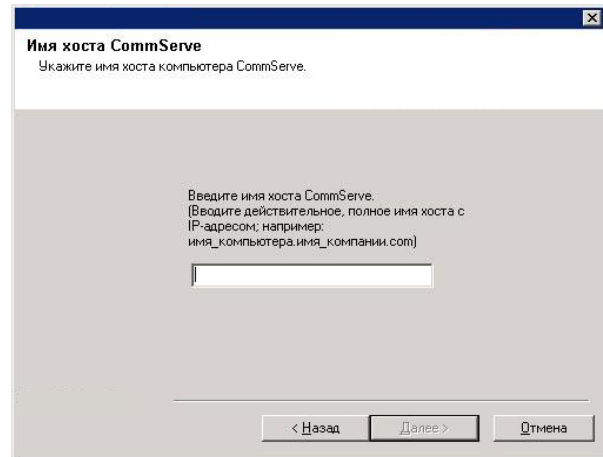 Имя хоста CommServe
Укажите имя хоста компьютера CommServe.
Введите имя хоста CommServe.
(Вводите действительное, полное имя хоста с
IP-адресом; например:
имя_компьютера.имя_компании.com)
< Назад Далее > Отмена